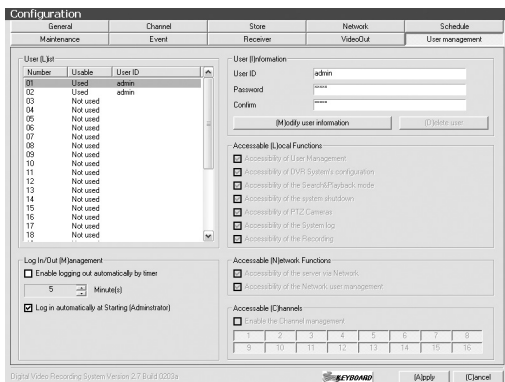 Configuration
General Channel Store Network Schedule
Maintenance Event Receiver VideoOut User management
User (L)ist
Number Usable User ID
01 Used admin
02 Used admin
03 Not used
04 Not used
05 Not used
06 Not used
07 Not used
08 Not used
09 Not used
10 Not used
11 Not used
12 Not used
13 Not used
14 Not used
15 Not used
16 Not used
17 Not used
18 Not used
User (I)nformation
User ID admin
Password ****
Confirm ****
(M)odify user information (D)elete user
Accessable (L)ocal Functions
Accessibility of User Management
Accessibility of DVR System's configuration
Accessibility of the Search&Playback mode
Accessibility of the system shutdown
Accessibility of PTZ Cameras
Accessibility of the System log
Accessibility of the Recording
Log In/Out (M)anagement
Enable logging out automatically by timer
5 Minute(s)
Log in automatically at Starting (Adminstrator)
Accessable (N)etwork Functions
Accessibility of the server via Network
Accessibility of the Network user management
Accessable (C)hannels
Enable the Channel management
1 2 3 4 5 6 7 8
9 10 11 12 13 14 15 16
Digital Video Recording System Version 2.7 Build 0209a
KEYBOARD
(A)pply (C)ancel